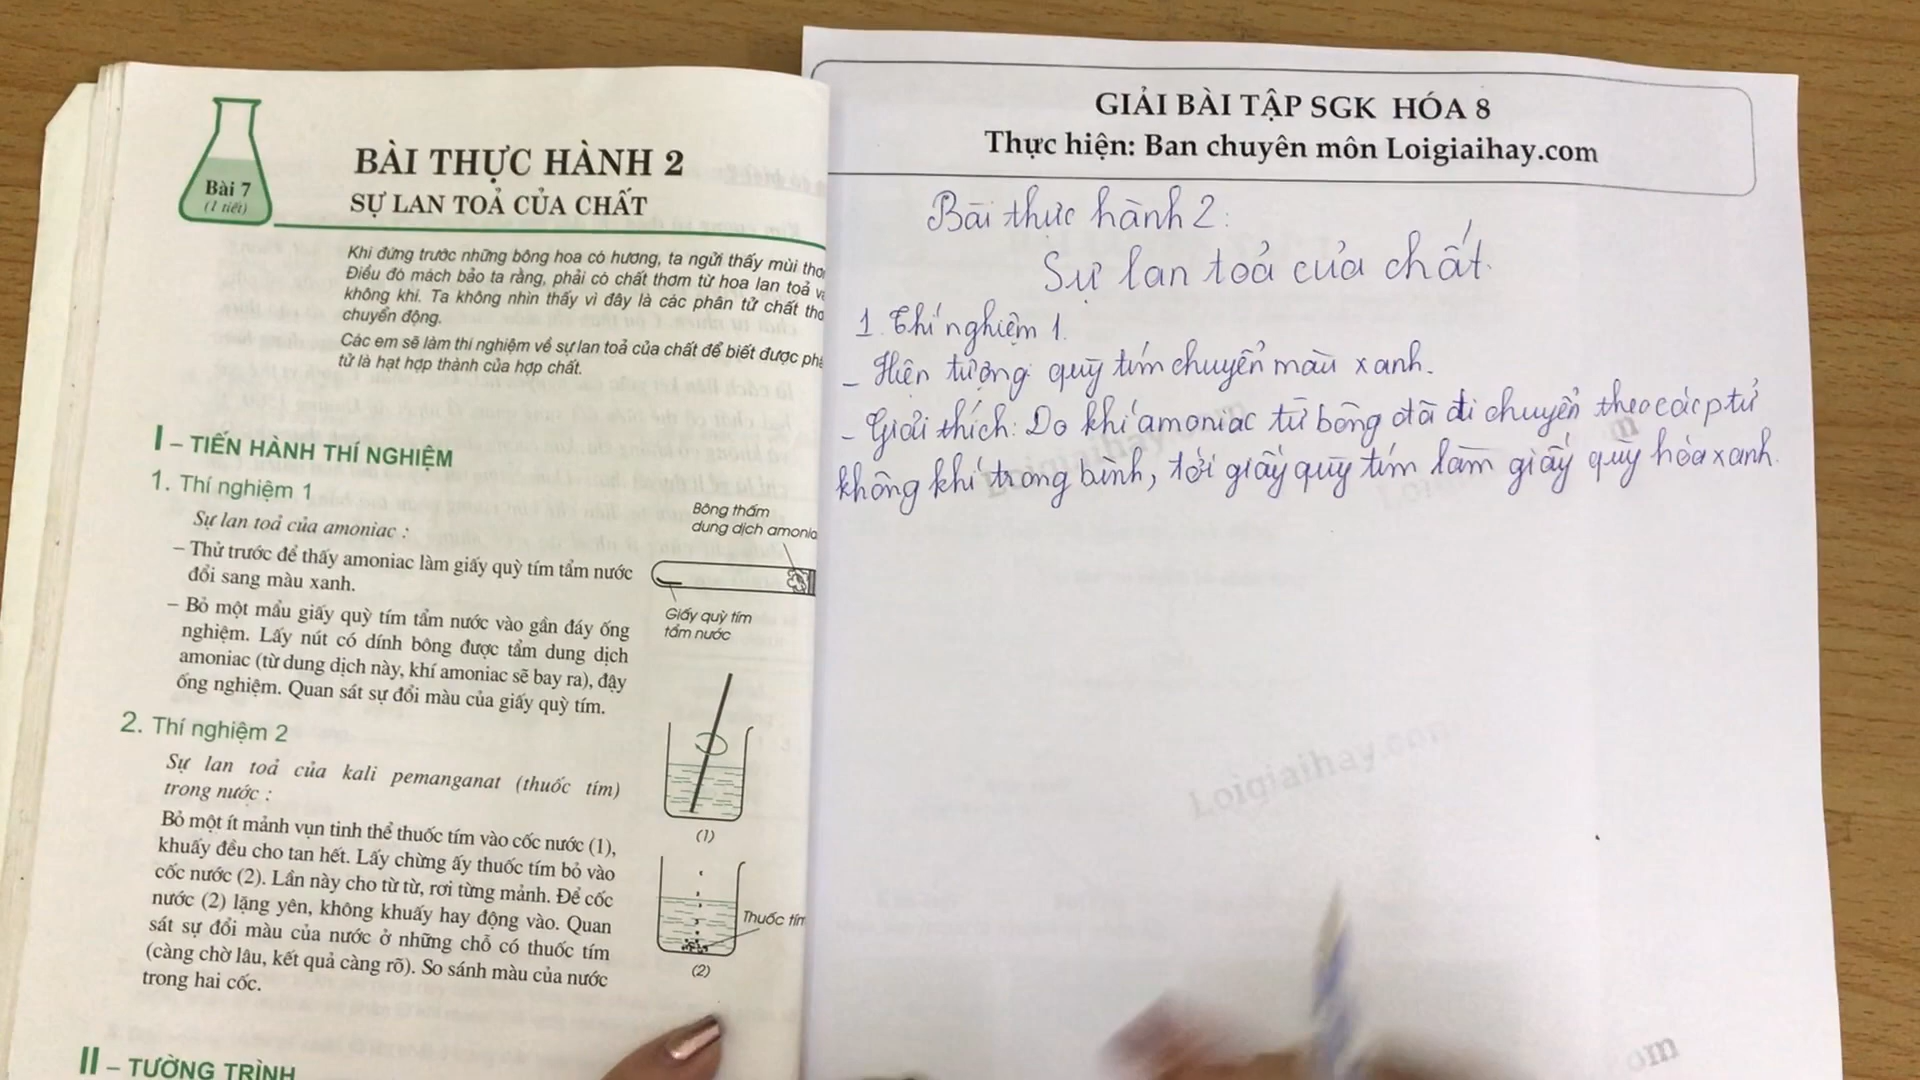 Bài 7
(1 tiết)
BÀI THỰC HÀNH 2
SỰ LAN TOẢ CỦA CHẤT
Khi đứng trước những bông hoa có hương, ta ngửi thấy mùi thơ
Điều đó mách bảo ta rằng, phải có chất thơm từ hoa lan toả v
không khí. Ta không nhìn thấy vì đây là các phân tử chất thơ
chuyển động.
Các em sẽ làm thí nghiệm về sự lan toả của chất để biết được phâ
tử là hạt hợp thành của hợp chất.
I – TIẾN HÀNH THÍ NGHIỆM
1. Thí nghiệm 1
Sự lan toả của amoniac :
– Thử trước để thấy amoniac làm giấy quỳ tím tẩm nước
đổi sang màu xanh.
– Bỏ một mẩu giấy quỳ tím tẩm nước vào gần đáy ống
nghiệm. Lấy nút có dính bông được tẩm dung dịch
amoniac (từ dung dịch này, khí amoniac sẽ bay ra), đậy
ống nghiệm. Quan sát sự đổi màu của giấy quỳ tím.
Bông thấm
dung dịch amonia
Giấy quỳ tím
tẩm nước
2. Thí nghiệm 2
Sự lan toả của kali pemanganat (thuốc tím)
trong nước :
Bỏ một ít mảnh vụn tinh thể thuốc tím vào cốc nước (1),
khuấy đều cho tan hết. Lấy chừng ấy thuốc tím bỏ vào
cốc nước (2). Lần này cho từ từ, rơi từng mảnh. Để cốc
nước (2) lặng yên, không khuấy hay động vào. Quan
sát sự đổi màu của nước ở những chỗ có thuốc tím
(càng chờ lâu, kết quả càng rõ). So sánh màu của nước
trong hai cốc.
(1)
Thuốc tím
(2)
II – TƯỜNG TRÌNH
GIẢI BÀI TẬP SGK HÓA 8
Thực hiện: Ban chuyên môn Loigiaihay.com
Bài thực hành 2:
Sự lan toả của chất.
1. Thí nghiệm 1.
- Hiện tượng: quỳ tím chuyển màu xanh.
- Giải thích: Do khí amoniac từ bông đã di chuyển theo các ptử
không khí trong bình, tới giấy quỳ tím làm giấy quỳ hóa xanh.
Loigiaihay.com
Loigiaihay.com
om